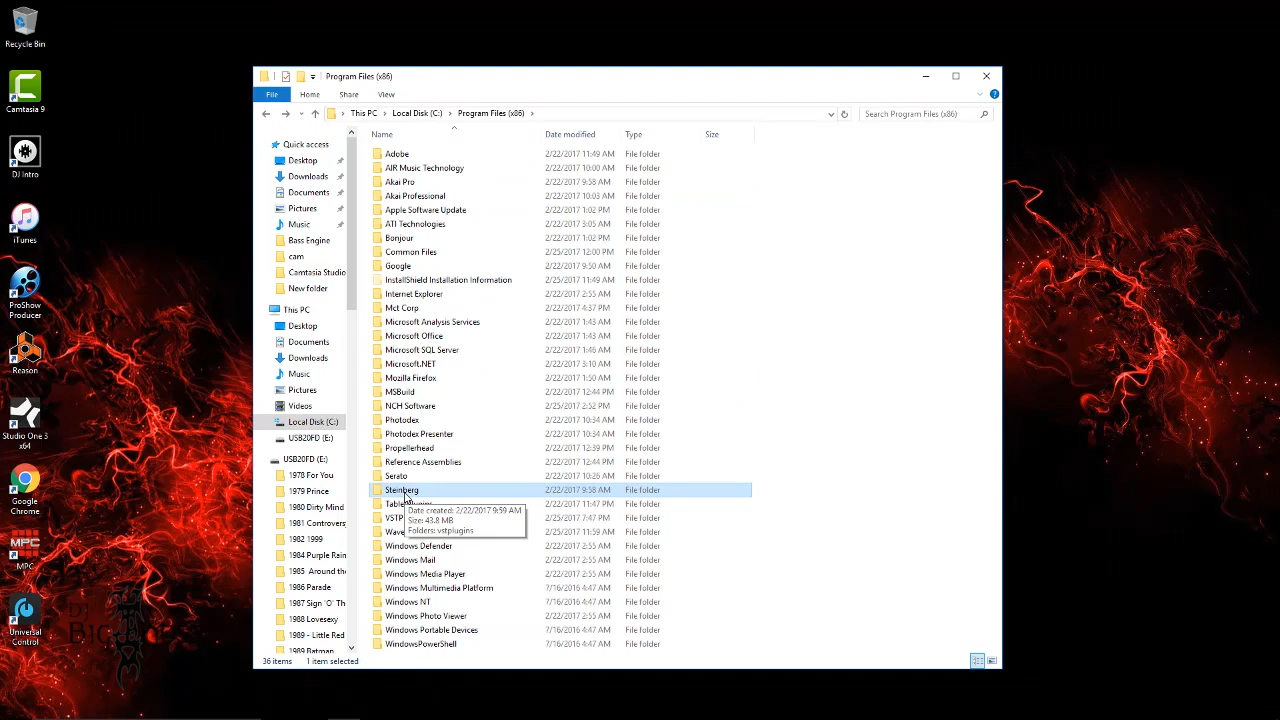 Recycle Bin
Camtasia 9
DJ Intro
iTunes
ProShow
Producer
Reason
Studio One 3
x64
Google
Chrome
MPC
Universal
Control
Program Files (x86)
File
Home
Share
View
This PC
Local Disk (C:)
Program Files (x86)
Search Program Files (x86)
Quick access
Desktop
Downloads
Documents
Pictures
Music
Bass Engine
cam
Camtasia Studio
New folder
This PC
Desktop
Documents
Downloads
Music
Pictures
Videos
Local Disk (C:)
USB20FD (E:)
USB20FD (E:)
1978 For You
1979 Prince
1980 Dirty Mind
1981 Controvers
1982 1999
1984 Purple Rain
1985 Around the
1986 Parade
1987 Sign 'O' Th
1988 Lovesexy
1989 - Little Red
1989 Batman
Name Date modified Type Size
Adobe 2/22/2017 11:49 AM File folder
AIR Music Technology 2/22/2017 10:00 AM File folder
Akai Pro 2/22/2017 9:58 AM File folder
Akai Professional 2/22/2017 10:03 AM File folder
Apple Software Update 2/22/2017 1:02 PM File folder
ATI Technologies 2/22/2017 3:05 AM File folder
Bonjour 2/22/2017 1:02 PM File folder
Common Files 2/25/2017 12:00 PM File folder
Google 2/22/2017 9:50 AM File folder
InstallShield Installation Information 2/25/2017 11:49 AM File folder
Internet Explorer 2/22/2017 2:55 AM File folder
Mct Corp 2/22/2017 4:37 PM File folder
Microsoft Analysis Services 2/22/2017 1:43 AM File folder
Microsoft Office 2/22/2017 1:43 AM File folder
Microsoft SQL Server 2/22/2017 1:46 AM File folder
Microsoft.NET 2/22/2017 3:10 AM File folder
Mozilla Firefox 2/22/2017 1:50 AM File folder
MSBuild 2/22/2017 12:44 PM File folder
NCH Software 2/25/2017 2:52 PM File folder
Photodex 2/22/2017 10:34 AM File folder
Photodex Presenter 2/22/2017 10:34 AM File folder
Propellerhead 2/22/2017 12:39 PM File folder
Reference Assemblies 2/22/2017 12:44 PM File folder
Serato 2/22/2017 10:26 AM File folder
Steinberg 2/22/2017 9:58 AM File folder
2/22/2017 11:47 PM File folder
VSTP 2/25/2017 7:47 PM File folder
Wave 2/25/2017 11:59 AM File folder
Date created: 2/22/2017 9:59 AM
Size: 43.8 MB
Folders: vstplugins
Windows Defender 2/22/2017 2:55 AM File folder
Windows Mail 2/22/2017 2:55 AM File folder
Windows Media Player 2/22/2017 2:55 AM File folder
Windows Multimedia Platform 7/16/2016 4:47 AM File folder
Windows NT 7/16/2016 4:47 AM File folder
Windows Photo Viewer 2/22/2017 2:55 AM File folder
Windows Portable Devices 7/16/2016 4:47 AM File folder
WindowsPowerShell 7/16/2016 4:47 AM File folder
36 items 1 item selected